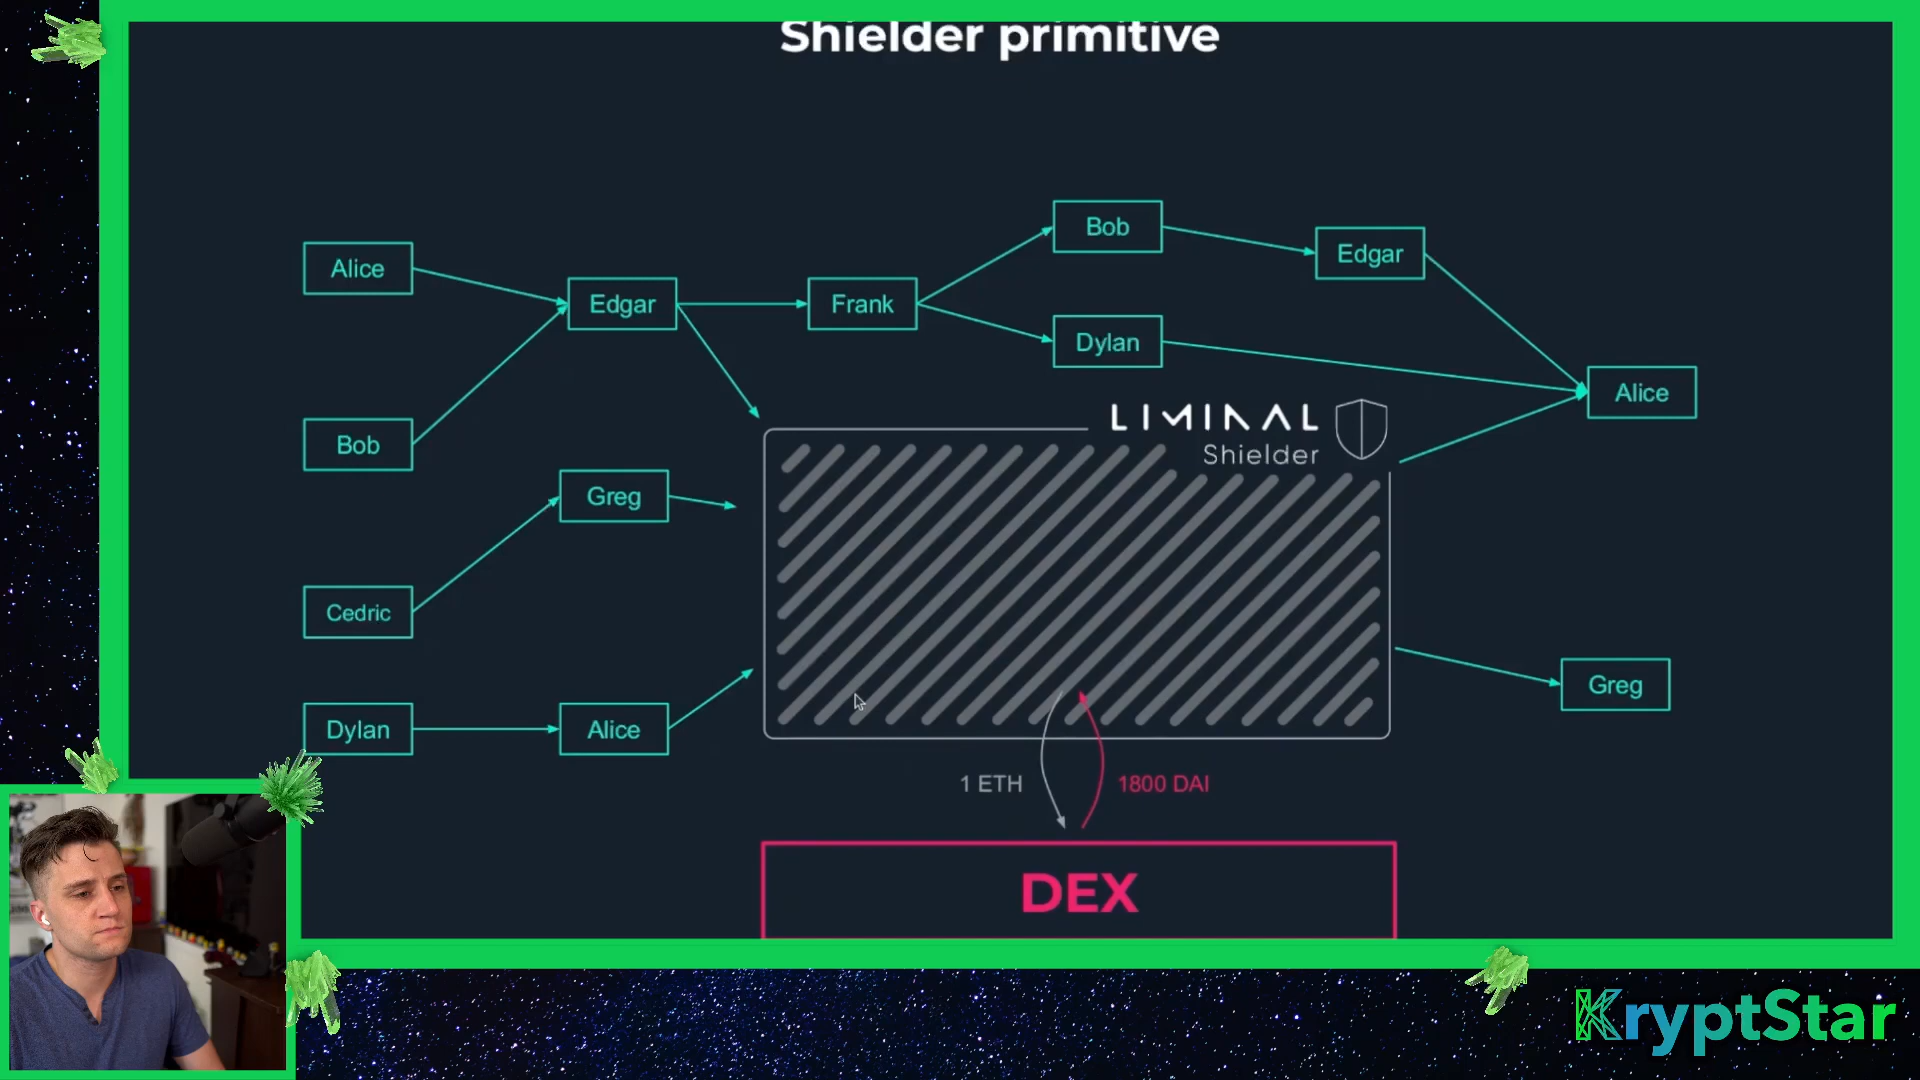 Shielder primitive
Bob
Edgar
Alice
Edgar
Frank
Dylan
Alice
LIMINAL
Shielder
Bob
Greg
Cedric
Greg
Dylan
Alice
1 ETH
1800 DAI
DEX
KryptStar